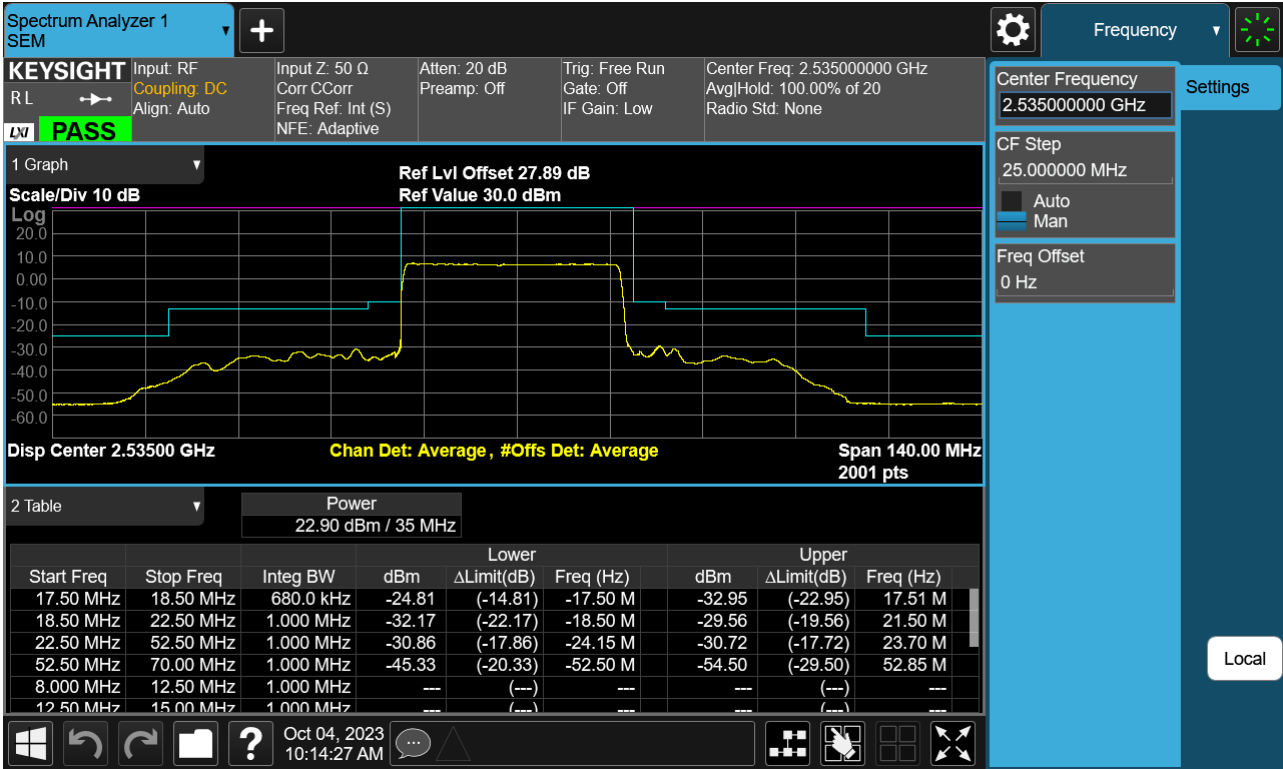 Spectrum Analyzer 1
SEM
Frequency
KEYSIGHT
R L
LXI
PASS
Input: RF
Coupling: DC
Align: Auto
Input Z: 50 Ω
Corr CCorr
Freq Ref: Int (S)
NFE: Adaptive
Atten: 20 dB
Preamp: Off
Trig: Free Run
Gate: Off
IF Gain: Low
Center Freq: 2.535000000 GHz
Avg|Hold: 100.00% of 20
Radio Std: None
Center Frequency
2.535000000 GHz
Settings
CF Step
25.000000 MHz
Auto
Man
Freq Offset
0 Hz
1 Graph
Scale/Div 10 dB
Ref Lvl Offset 27.89 dB
Ref Value 30.0 dBm
Log
20.0
10.0
0.00
-10.0
-20.0
-30.0
-40.0
-50.0
-60.0
Disp Center 2.53500 GHz
Chan Det: Average , #Offs Det: Average
Span 140.00 MHz
2001 pts
2 Table
Power
22.90 dBm / 35 MHz
Lower Upper
Start Freq Stop Freq Integ BW dBm ΔLimit(dB) Freq (Hz) dBm ΔLimit(dB) Freq (Hz)
17.50 MHz 18.50 MHz 680.0 kHz -24.81 (-14.81) -17.50 M -32.95 (-22.95) 17.51 M
18.50 MHz 22.50 MHz 1.000 MHz -32.17 (-22.17) -18.50 M -29.56 (-19.56) 21.50 M
22.50 MHz 52.50 MHz 1.000 MHz -30.86 (-17.86) -24.15 M -30.72 (-17.72) 23.70 M
52.50 MHz 70.00 MHz 1.000 MHz -45.33 (-20.33) -52.50 M -54.50 (-29.50) 52.85 M
8.000 MHz 12.50 MHz 1.000 MHz --- (---) --- --- (---) ---
12.50 MHz 15.00 MHz 1.000 MHz --- (---) --- --- (---) ---
Local
?
Oct 04, 2023
10:14:27 AM